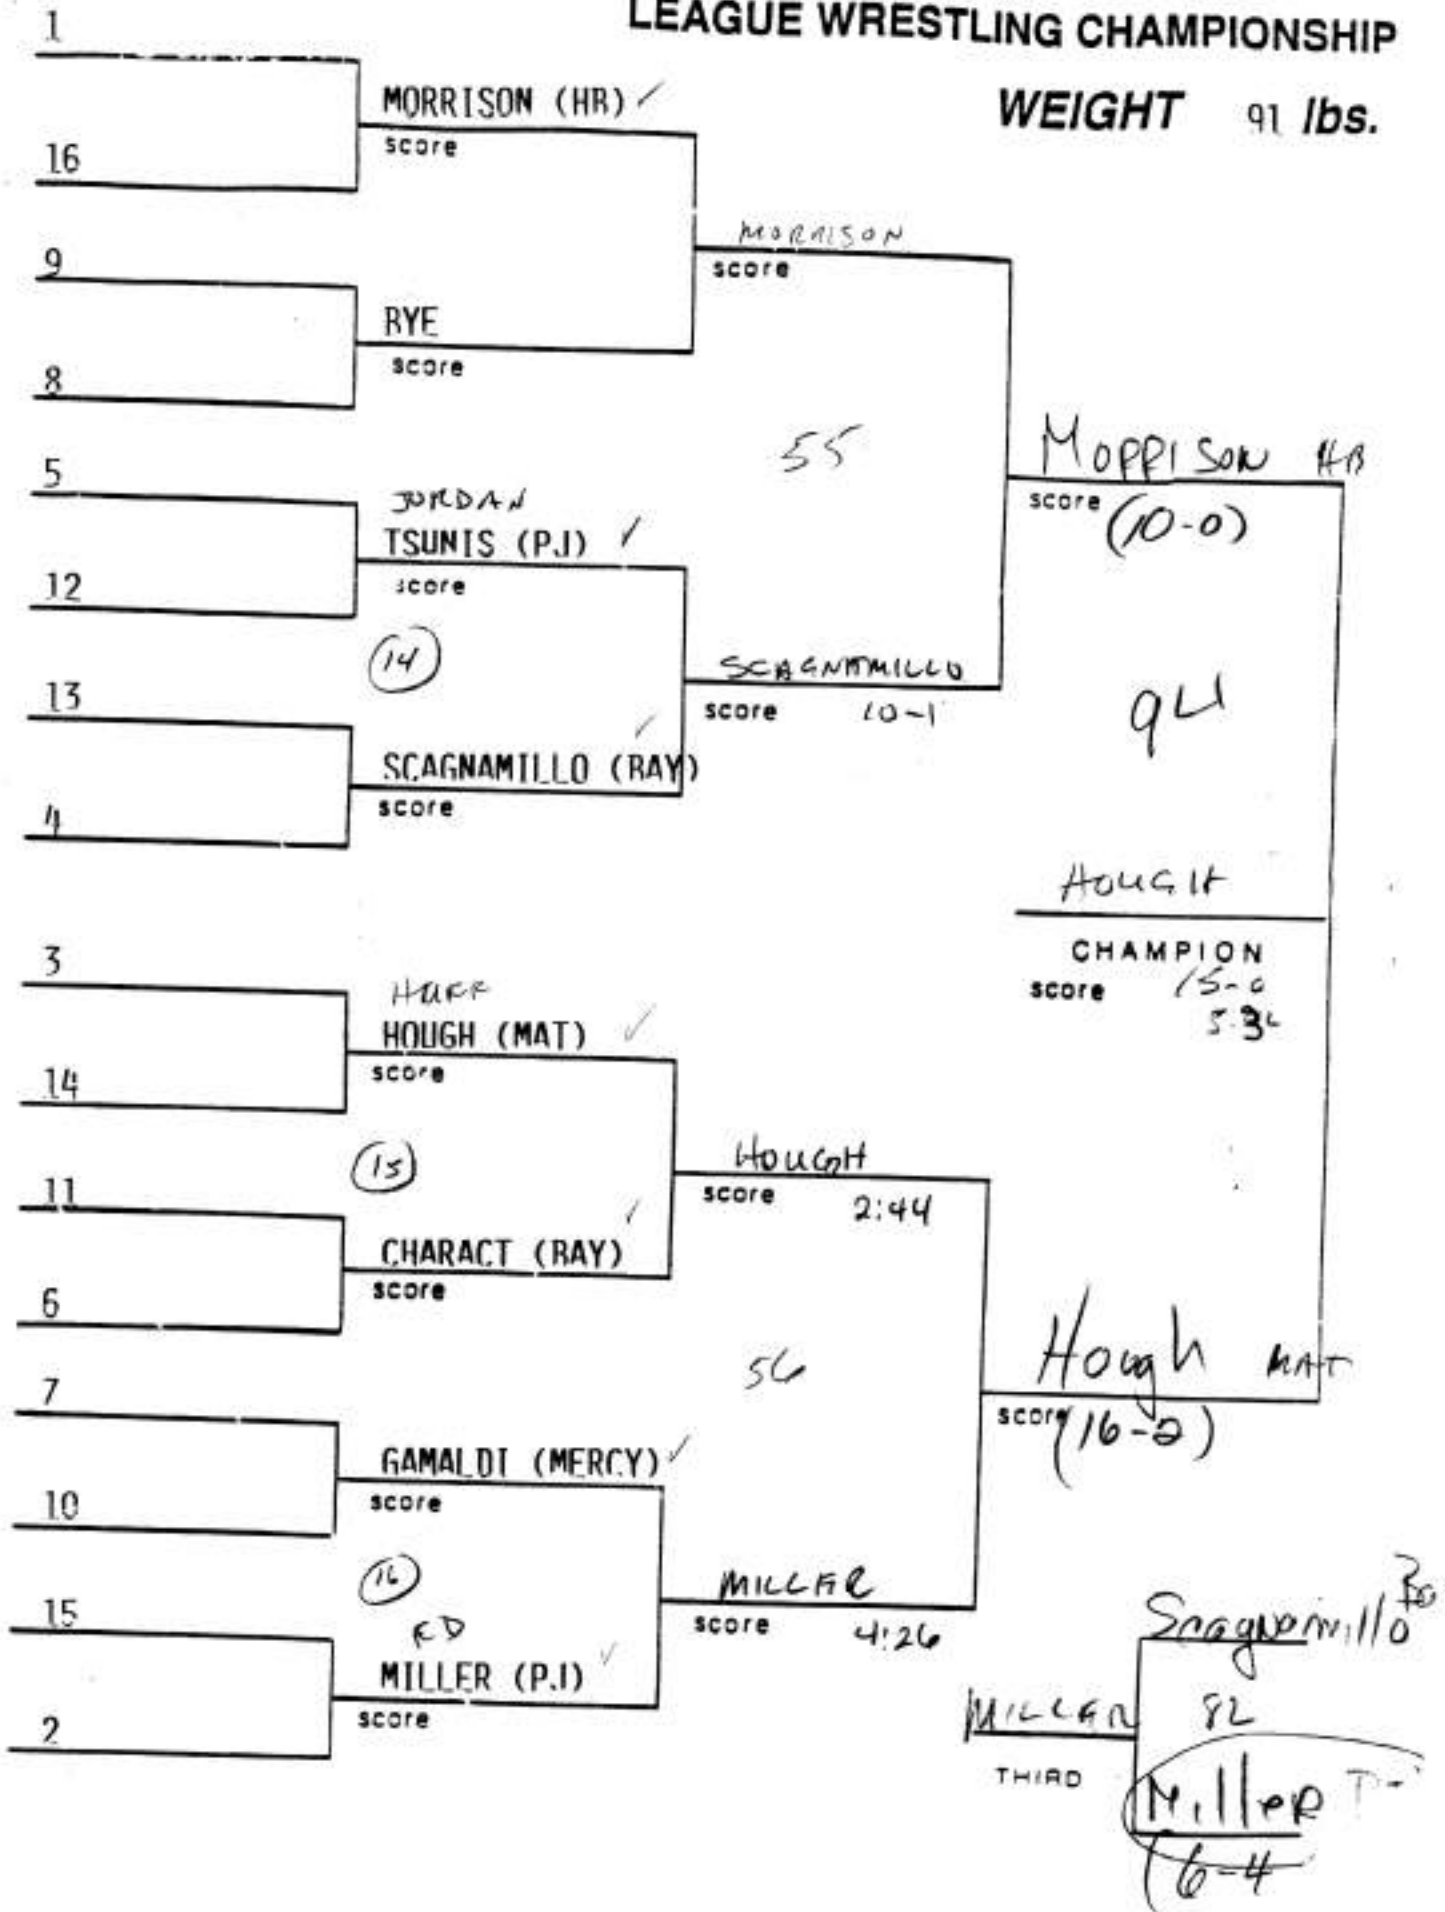 LEAGUE WRESTLING CHAMPIONSHIP
WEIGHT 91 lbs.
1
MORRISON (HB) ✓
score
16
MORRISON
score
9
RYE
score
8
55
MORRISON HB
score (10-0)
5
JORDAN
TSUNIS (PJ) ✓
score
12
14
SCAGNAMILLO
score 10-1
13
SCAGNAMILLO (BAY) ✓
score
4
94
HOUGH
CHAMPION
score 15-0
3
HUFF
HOUGH (MAT) ✓
score
14
15
HOUGH
score 2:44
11
CHARACT (BAY) ✓
score
6
56
Hough MAT
score (16-2)
7
GAMALDI (MERCY) ✓
score
10
16
MILLER
score 4:26
15
ED
MILLER (PJ) ✓
score
2
Scagnamillo
MILLER 82
THIRD
Miller
(6-4